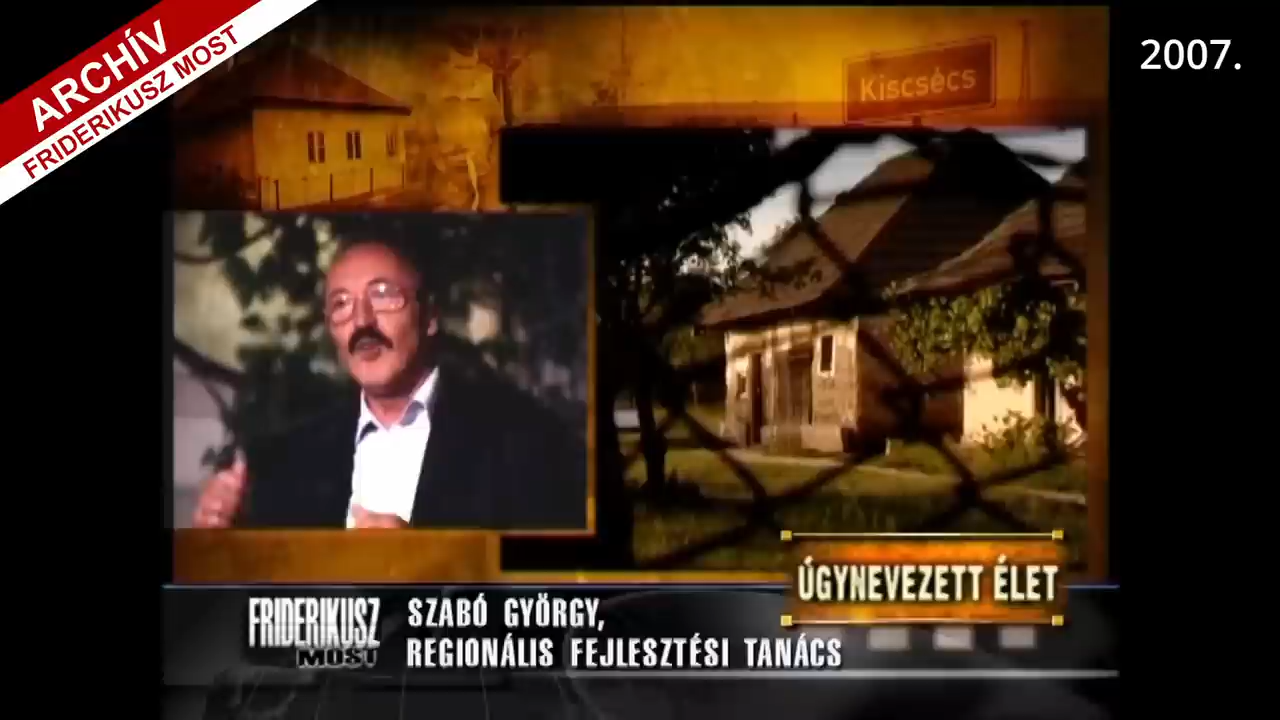 ARCHÍV
FRIDERIKUSZ MOST
2007.
Kiscsécs
ÚGYNEVEZETT ÉLET
FRIDERIKUSZ
MOST
SZABÓ GYÖRGY,
REGIONÁLIS FEJLESZTÉSI TANÁCS